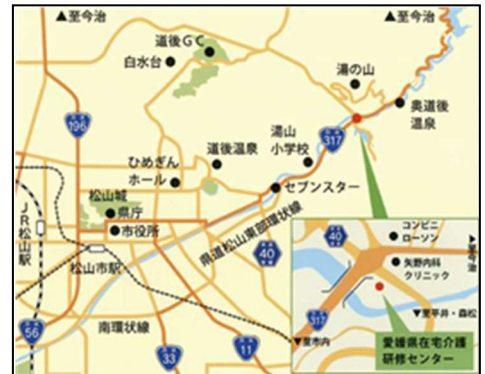 ▲至今治
▲至今治
道後GC
白水台
湯の山
奥道後
温泉
196
317
湯山
小学校
道後温泉
ひめぎん
ホール
セブンスター
松山城
県庁
市役所
JR松山駅
松山市駅
県道松山東部環状線
40
南環状線
56
33
11
40
コンビニ
ローソン
▲至今治
矢野内科
クリニック
▼至平井・森松
317
▼至市内
愛媛県在宅介護
研修センター